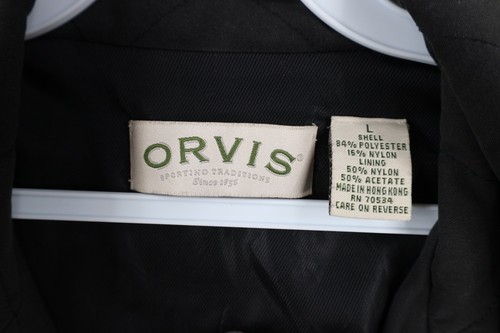 ORVIS®
SPORTING TRADITIONS
Since 1856
L
SHELL
84% POLYESTER
16% NYLON
LINING
50% NYLON
50% ACETATE
MADE IN HONG KONG
RN 70534
CARE ON REVERSE